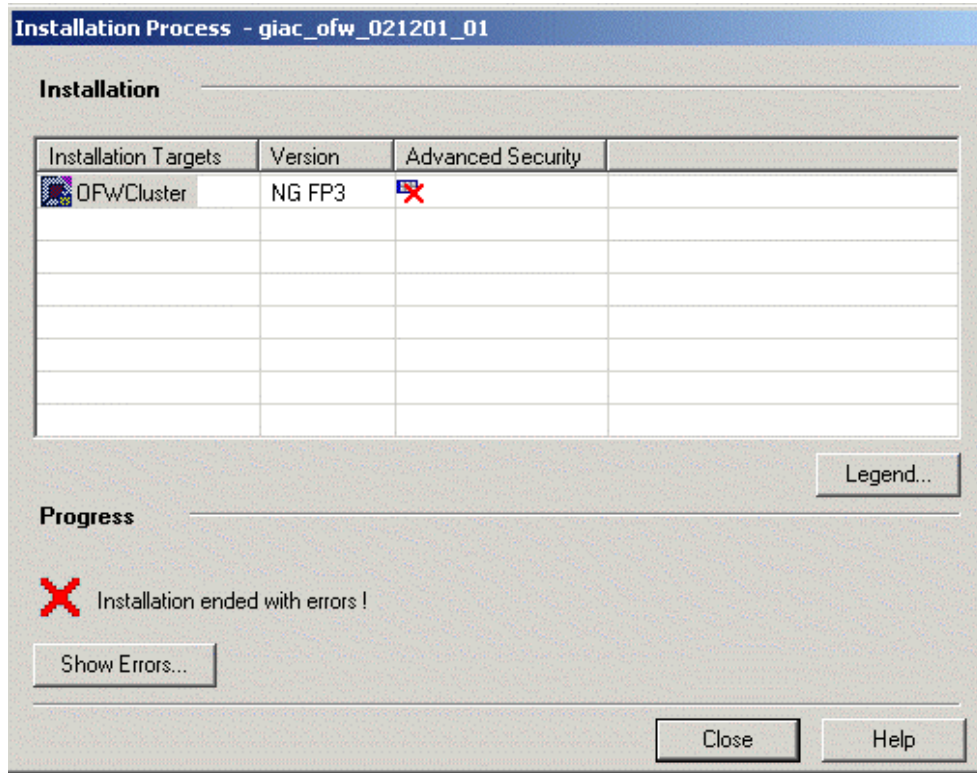 Installation Process - giac_ofw_021201_01
Installation
Installation Targets Version Advanced Security
OFWCluster NG FP3
Legend...
Progress
Installation ended with errors !
Show Errors...
Close Help